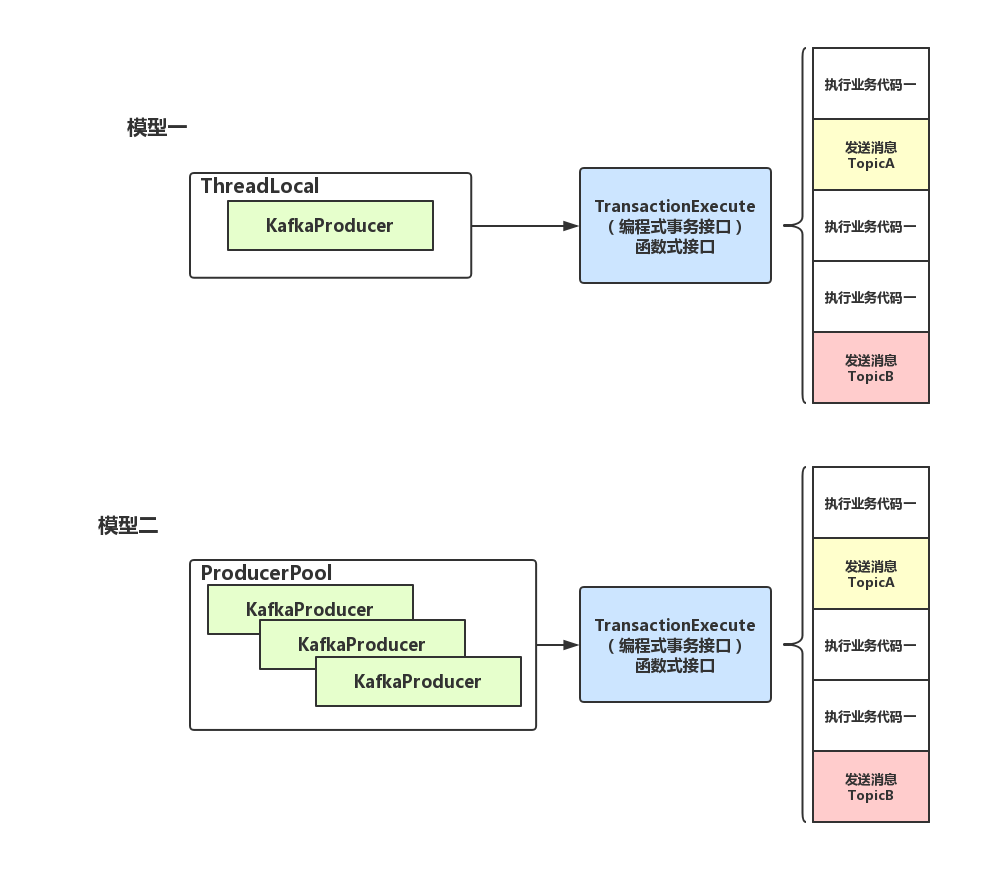 模型一
ThreadLocal
KafkaProducer
TransactionExecute
（编程式事务接口）
函数式接口
执行业务代码一
发送消息
TopicA
执行业务代码一
执行业务代码一
发送消息
TopicB
模型二
ProducerPool
KafkaProducer
KafkaProducer
KafkaProducer
TransactionExecute
（编程式事务接口）
函数式接口
执行业务代码一
发送消息
TopicA
执行业务代码一
执行业务代码一
发送消息
TopicB